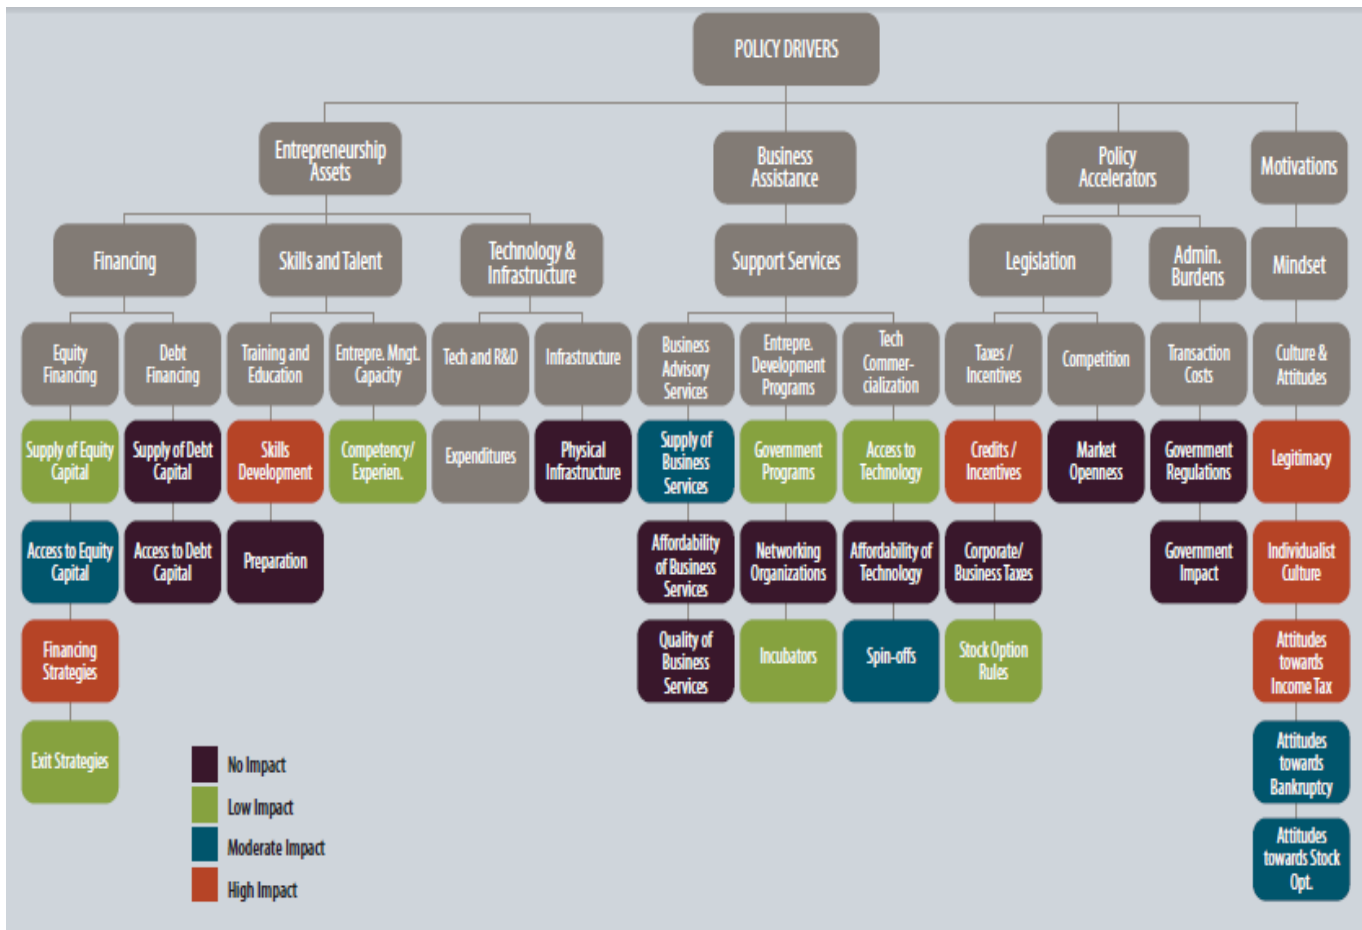 POLICY DRIVERS
Entrepreneurship
Assets
Business
Assistance
Policy
Accelerators
Motivations
Financing
Skills and Talent
Technology &
Infrastructure
Support Services
Legislation
Admin.
Burdens
Mindset
Equity
Financing
Debt
Financing
Training and
Education
Entrepre. Mngt.
Capacity
Tech and R&D
Infrastructure
Business
Advisory
Services
Entrepre.
Development
Programs
Tech
Commer-
cialization
Taxes /
Incentives
Competition
Transaction
Costs
Culture &
Attitudes
Supply of Equity
Capital
Supply of Debt
Capital
Skills
Development
Competency/
Experien.
Expenditures
Physical
Infrastructure
Supply of
Business
Services
Government
Programs
Access to
Technology
Credits /
Incentives
Market
Openness
Government
Regulations
Legitimacy
Access to Equity
Capital
Access to Debt
Capital
Preparation
Affordability
of Business
Services
Networking
Organizations
Affordability of
Technology
Corporate/
Business Taxes
Government
Impact
Individualist
Culture
Financing
Strategies
Quality of
Business
Services
Incubators
Spin-offs
Stock Option
Rules
Attitudes
towards
Income Tax
Exit Strategies
Attitudes
towards
Bankruptcy
Attitudes
towards Stock
Opt.
No Impact
Low Impact
Moderate Impact
High Impact